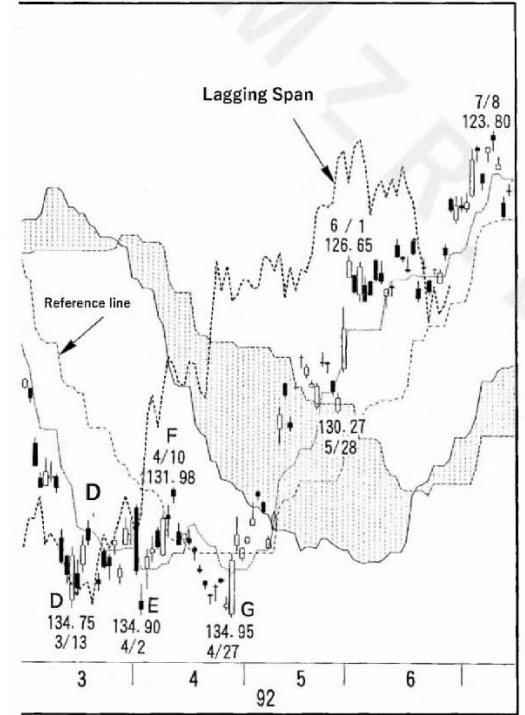 Lagging Span
7/8
123.80
6 / 1
126.65
Reference line
F
4/10
131.98
130.27
5/28
D
D
E
G
134.75
3/13
134.90
4/2
134.95
4/27
3
4
5
6
92